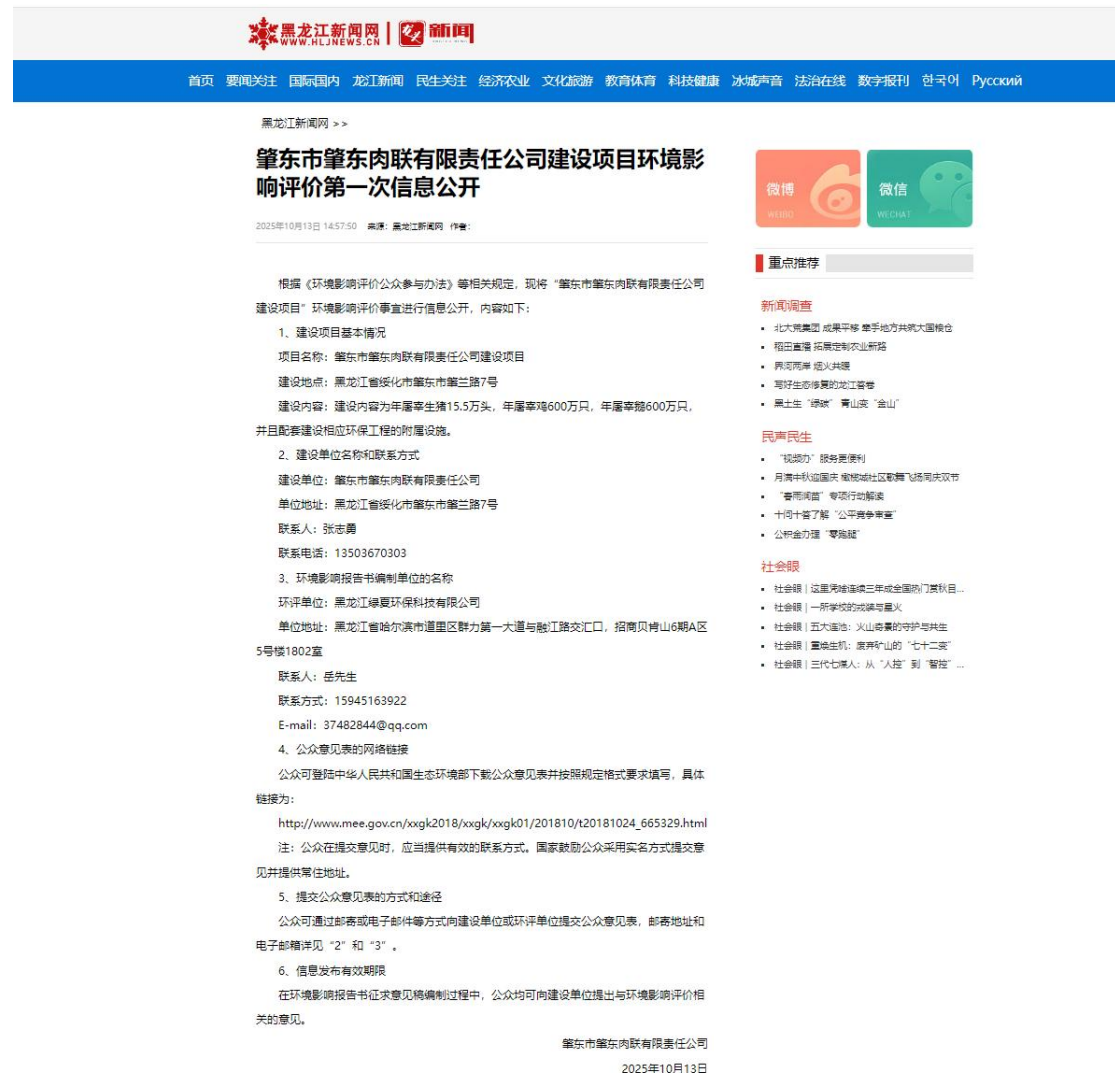 黑龙江新闻网
WWW.HLJNEWS.CN
新闻
首页 要闻关注 国际国内 龙江新闻 民生关注 经济农业 文化旅游 教育体育 科技健康 冰城声音 法治在线 数字报刊 한국어 Русский
黑龙江新闻网 >>
肇东市肇东肉联有限责任公司建设项目环境影
响评价第一次信息公开
2025年10月13日 14:57:50 来源：黑龙江新闻网 作者：
根据《环境影响评价公众参与办法》等相关规定，现将“肇东市肇东肉联有限责任公司
建设项目”环境影响评价事宜进行信息公开，内容如下：
1、建设项目基本情况
项目名称：肇东市肇东肉联有限责任公司建设项目
建设地点：黑龙江省绥化市肇东市肇兰路7号
建设内容：建设内容为年屠宰生猪15.5万头，年屠宰鸡600万只，年屠宰鹅600万只，
并且配套建设相应环保工程的附属设施。
2、建设单位名称和联系方式
建设单位：肇东市肇东肉联有限责任公司
单位地址：黑龙江省绥化市肇东市肇兰路7号
联系人：张志勇
联系电话：13503670303
3、环境影响报告书编制单位的名称
环评单位：黑龙江绿夏环保科技有限公司
单位地址：黑龙江省哈尔滨市道里区群力第一大道与融江路交汇口，招商贝肯山6期A区
5号楼1802室
联系人：岳先生
联系方式：15945163922
E-mail：37482844@qq.com
4、公众意见表的网络链接
公众可登陆中华人民共和国生态环境部下载公众意见表并按照规定格式要求填写，具体
链接为：
http://www.mee.gov.cn/xxgk2018/xxgk/xxgk01/201810/t20181024_665329.html
注：公众在提交意见时，应当提供有效的联系方式。国家鼓励公众采用实名方式提交意
见并提供常住地址。
5、提交公众意见表的方式和途径
公众可通过邮寄或电子邮件等方式向建设单位或环评单位提交公众意见表，邮寄地址和
电子邮箱详见“2”和“3”。
6、信息发布有效期限
在环境影响报告书征求意见稿编制过程中，公众均可向建设单位提出与环境影响评价相
关的意见。
肇东市肇东肉联有限责任公司
2025年10月13日
微博
WEIBO
微信
WECHAT
重点推荐
新闻调查
北大荒集团 成果平移 牵手地方共筑大国粮仓
稻田直播 拓展定制农业新路
界河两岸 烟火共暖
写好生态修复的龙江答卷
黑土生“绿碳” 青山变“金山”
民声民生
“视频办”服务更便利
月满中秋迎国庆 橄榄城社区歌舞飞扬同庆双节
“春雨润苗”专项行动解读
十问十答了解“公平竞争审查”
公积金办理“零跑腿”
社会眼
社会眼 | 这里凭啥连续三年成全国热门赏秋目...
社会眼 | 一所学校的戎装与星火
社会眼 | 五大连池：火山奇景的守护与共生
社会眼 | 重焕生机：废弃矿山的“七十二变”
社会眼 | 三代七煤人：从“人控”到“智控”...